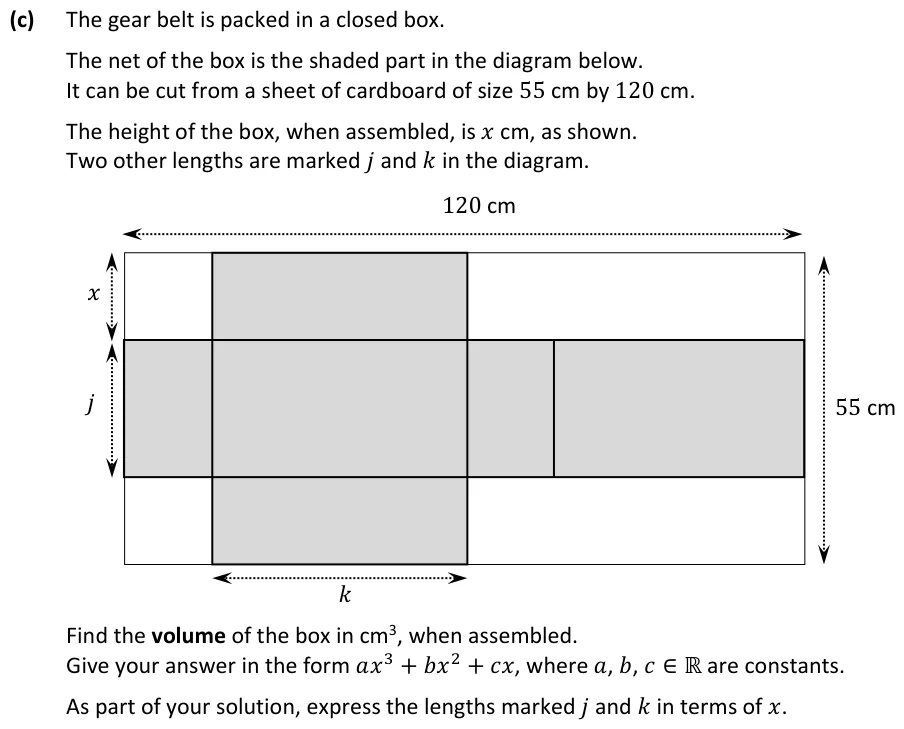 (c) The gear belt is packed in a closed box.
The net of the box is the shaded part in the diagram below.
It can be cut from a sheet of cardboard of size 55 cm by 120 cm.
The height of the box, when assembled, is x cm, as shown.
Two other lengths are marked j and k in the diagram.
120 cm
x
j
55 cm
k
Find the volume of the box in cm³, when assembled.
Give your answer in the form ax³ + bx² + cx, where a, b, c ∈ ℝ are constants.
As part of your solution, express the lengths marked j and k in terms of x.